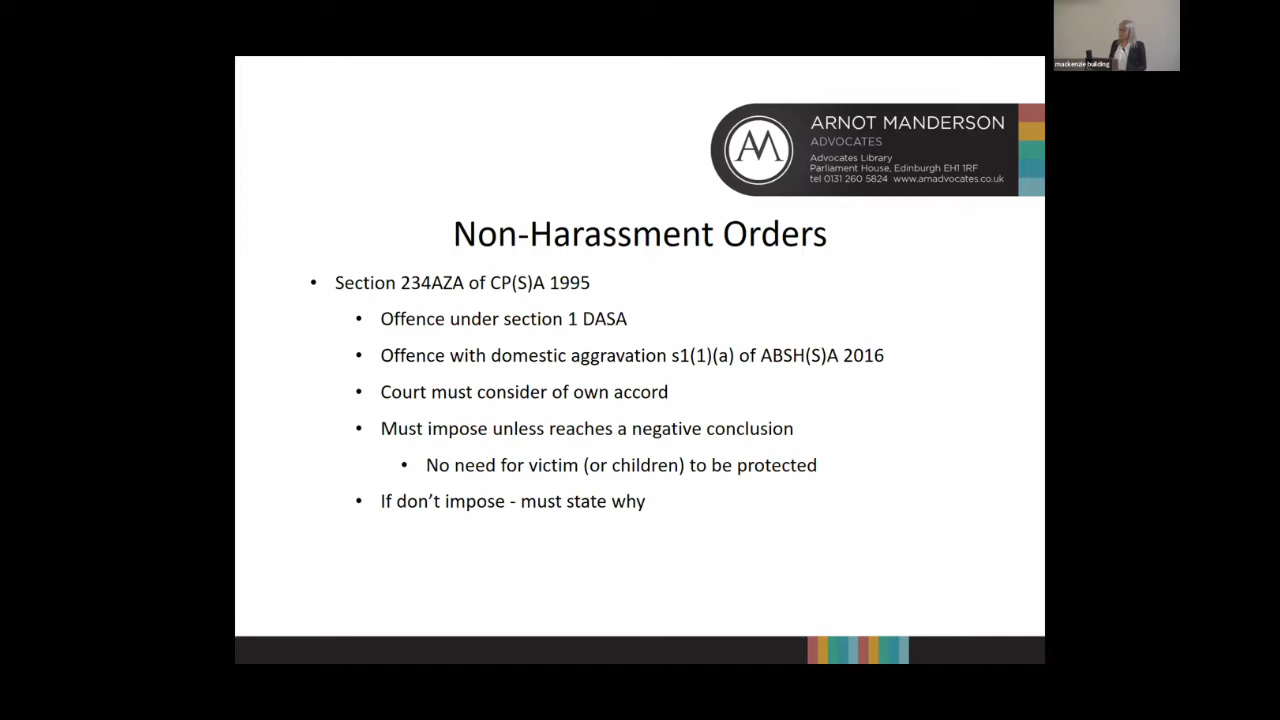 mackenzie building
AM
ARNOT MANDERSON
ADVOCATES
Advocates Library
Parliament House, Edinburgh EH1 1RF
tel 0131 260 5824 www.amadvocates.co.uk
Non-Harassment Orders
• Section 234AZA of CP(S)A 1995
• Offence under section 1 DASA
• Offence with domestic aggravation s1(1)(a) of ABSH(S)A 2016
• Court must consider of own accord
• Must impose unless reaches a negative conclusion
• No need for victim (or children) to be protected
• If don’t impose - must state why